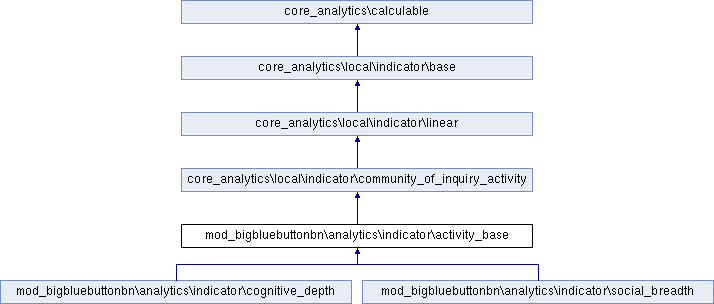 core_analytics\calculable
core_analytics\local\indicator\base
core_analytics\local\indicator\linear
core_analytics\local\indicator\community_of_inquiry_activity
mod_bigbluebuttonbn\analytics\indicator\activity_base
mod_bigbluebuttonbn\analytics\indicator\cognitive_depth
mod_bigbluebuttonbn\analytics\indicator\social_breadth